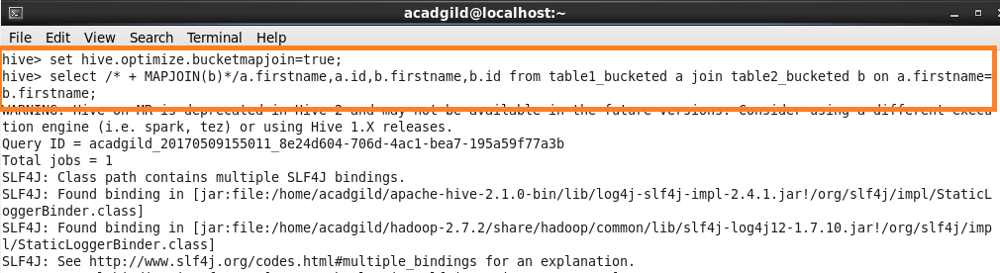 acadgild@localhost:~
File Edit View Search Terminal Help
hive> set hive.optimize.bucketmapjoin=true;
hive> select /* + MAPJOIN(b)*/a.firstname,a.id,b.firstname,b.id from table1_bucketed a join table2_bucketed b on a.firstname=
b.firstname;
WARNING: Hive-on-MR is deprecated in Hive 2 and may not be available in the future versions. Consider using a different execu
tion engine (i.e. spark, tez) or using Hive 1.X releases.
Query ID = acadgild_20170509155011_8e24d604-706d-4ac1-bea7-195a59f77a3b
Total jobs = 1
SLF4J: Class path contains multiple SLF4J bindings.
SLF4J: Found binding in [jar:file:/home/acadgild/apache-hive-2.1.0-bin/lib/log4j-slf4j-impl-2.4.1.jar!/org/slf4j/impl/StaticL
oggerBinder.class]
SLF4J: Found binding in [jar:file:/home/acadgild/hadoop-2.7.2/share/hadoop/common/lib/slf4j-log4j12-1.7.10.jar!/org/slf4j/imp
l/StaticLoggerBinder.class]
SLF4J: See http://www.slf4j.org/codes.html#multiple_bindings for an explanation.